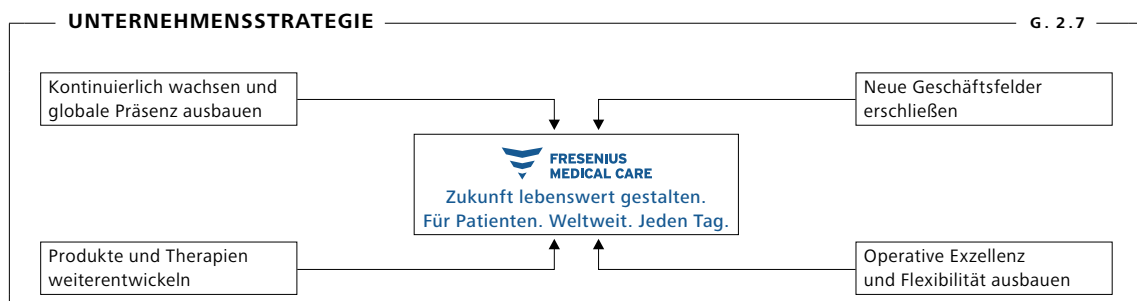 UNTERNEHMENSSTRATEGIE
G. 2.7
Kontinuierlich wachsen und
globale Präsenz ausbauen
Neue Geschäftsfelder
erschließen
FRESENIUS
MEDICAL CARE
Zukunft lebenswert gestalten.
Für Patienten. Weltweit. Jeden Tag.
Produkte und Therapien
weiterentwickeln
Operative Exzellenz
und Flexibilität ausbauen